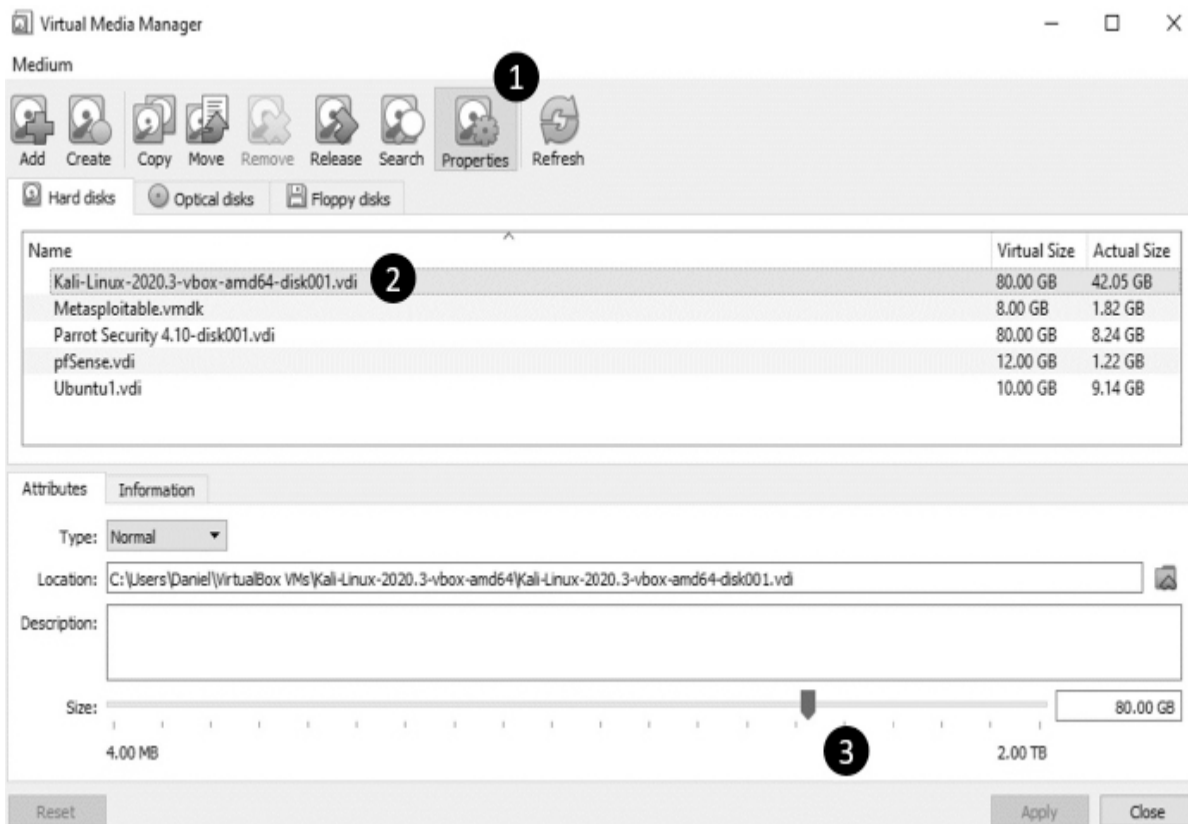 Virtual Media Manager
Medium
1
Add Create Copy Move Remove Release Search Properties Refresh
Hard disks Optical disks Floppy disks
Name Virtual Size Actual Size
Kali-Linux-2020.3-vbox-amd64-disk001.vdi 2 80.00 GB 42.05 GB
Metasploitable.vmdk 8.00 GB 1.82 GB
Parrot Security 4.10-disk001.vdi 80.00 GB 8.24 GB
pfSense.vdi 12.00 GB 1.22 GB
Ubuntu1.vdi 10.00 GB 9.14 GB
Attributes Information
Type: Normal
Location: C:\Users\Daniel\VirtualBox VMs\Kali-Linux-2020.3-vbox-amd64\Kali-Linux-2020.3-vbox-amd64-disk001.vdi
Description:
Size: 80.00 GB
4.00 MB 3 2.00 TB
Reset Apply Close